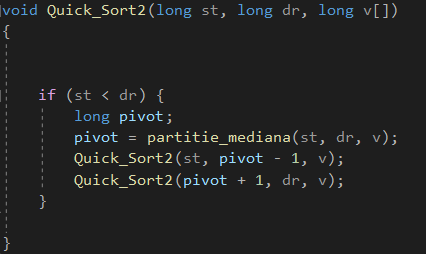 void Quick_Sort2(long st, long dr, long v[])
{
if (st < dr) {
long pivot;
pivot = partitie_mediana(st, dr, v);
Quick_Sort2(st, pivot - 1, v);
Quick_Sort2(pivot + 1, dr, v);
}
}